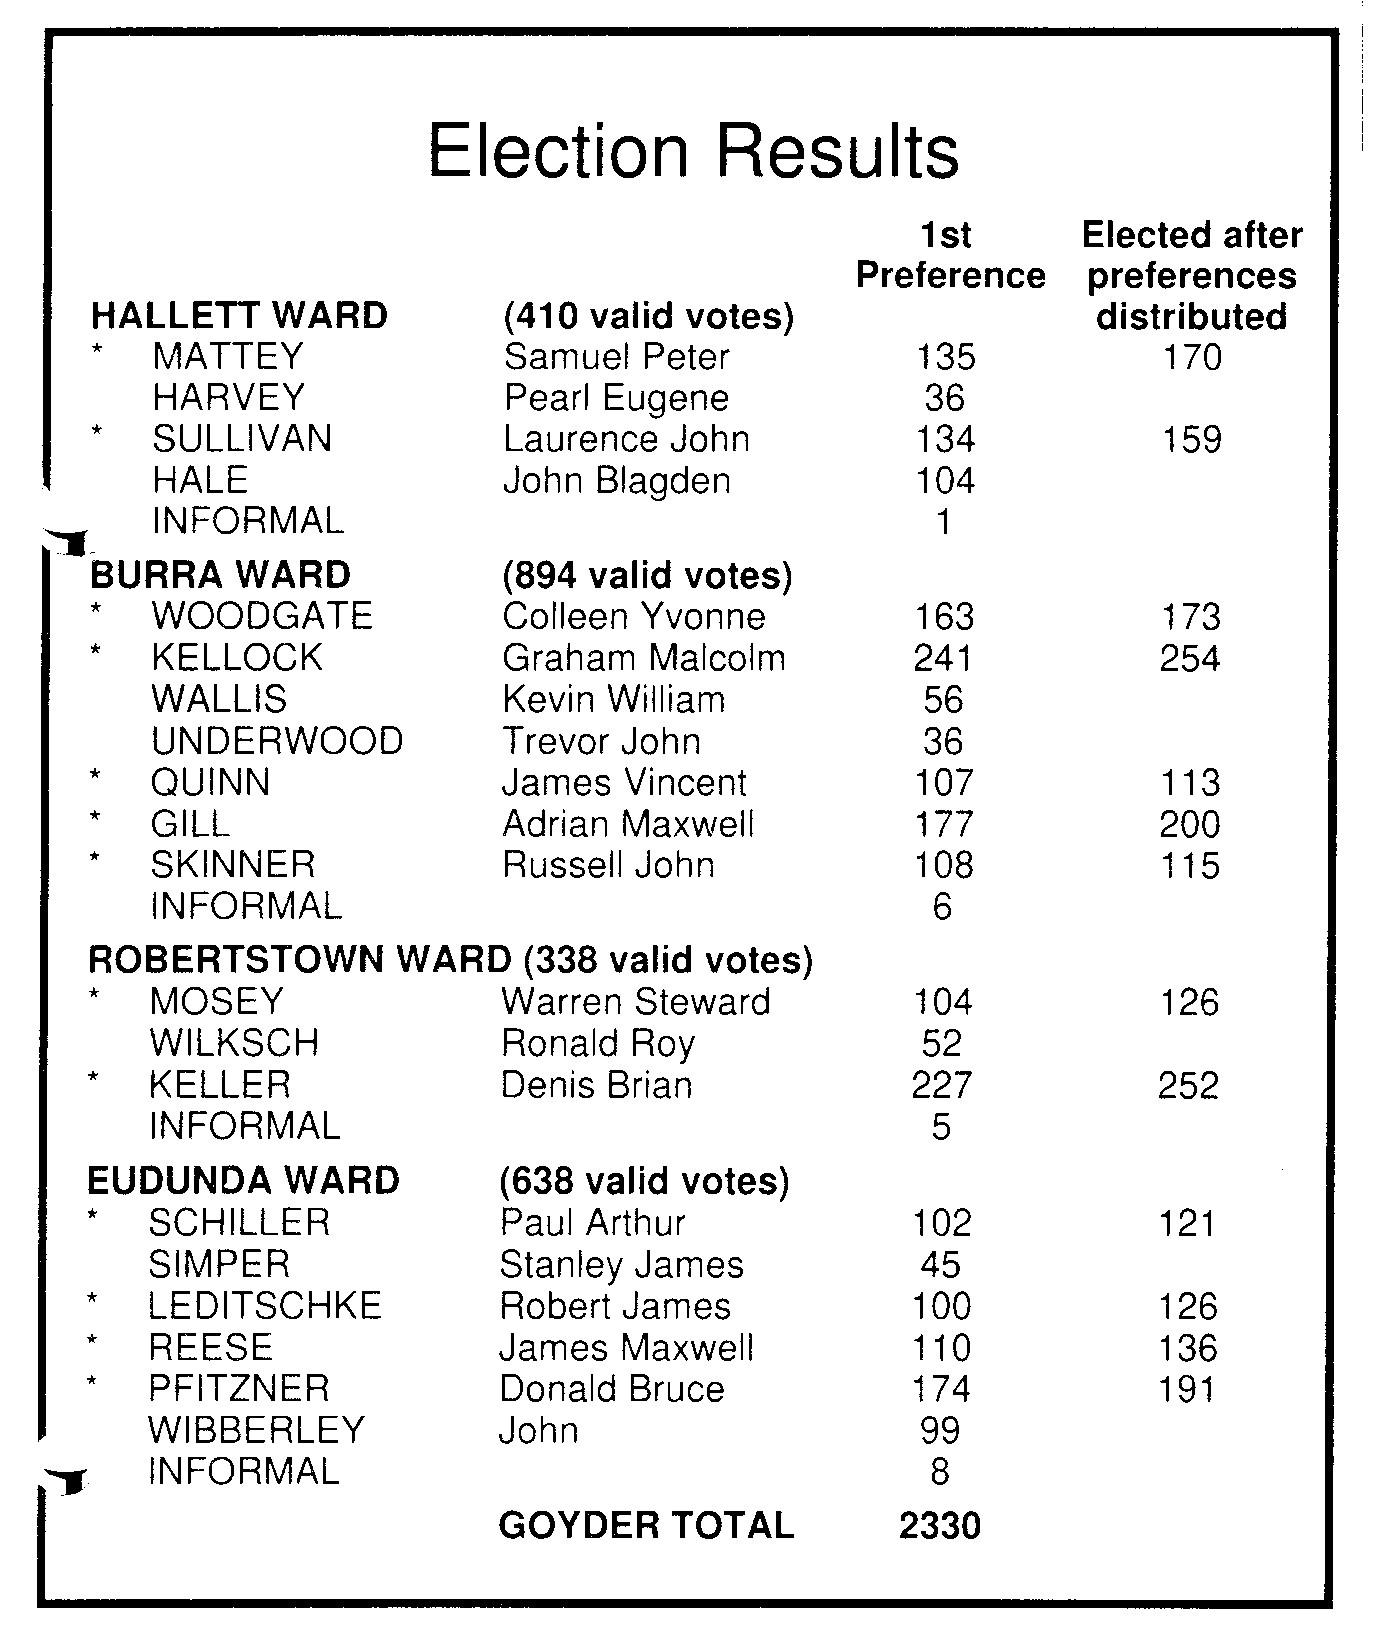 Election Results
1st Elected after
Preference preferences
HALLETT WARD (410 valid votes) distributed
* MATTEY Samuel Peter 135 170
HARVEY Pearl Eugene 36
* SULLIVAN Laurence John 134 159
HALE John Blagden 104
INFORMAL 1
BURRA WARD (894 valid votes)
* WOODGATE Colleen Yvonne 163 173
* KELLOCK Graham Malcolm 241 254
WALLIS Kevin William 56
UNDERWOOD Trevor John 36
* QUINN James Vincent 107 113
* GILL Adrian Maxwell 177 200
* SKINNER Russell John 108 115
INFORMAL 6
ROBERTSTOWN WARD (338 valid votes)
* MOSEY Warren Steward 104 126
WILKSCH Ronald Roy 52
* KELLER Denis Brian 227 252
INFORMAL 5
EUDUNDA WARD (638 valid votes)
* SCHILLER Paul Arthur 102 121
SIMPER Stanley James 45
* LEDITSCHKE Robert James 100 126
* REESE James Maxwell 110 136
* PFITZNER Donald Bruce 174 191
WIBBERLEY John 99
INFORMAL 8
GOYDER TOTAL 2330